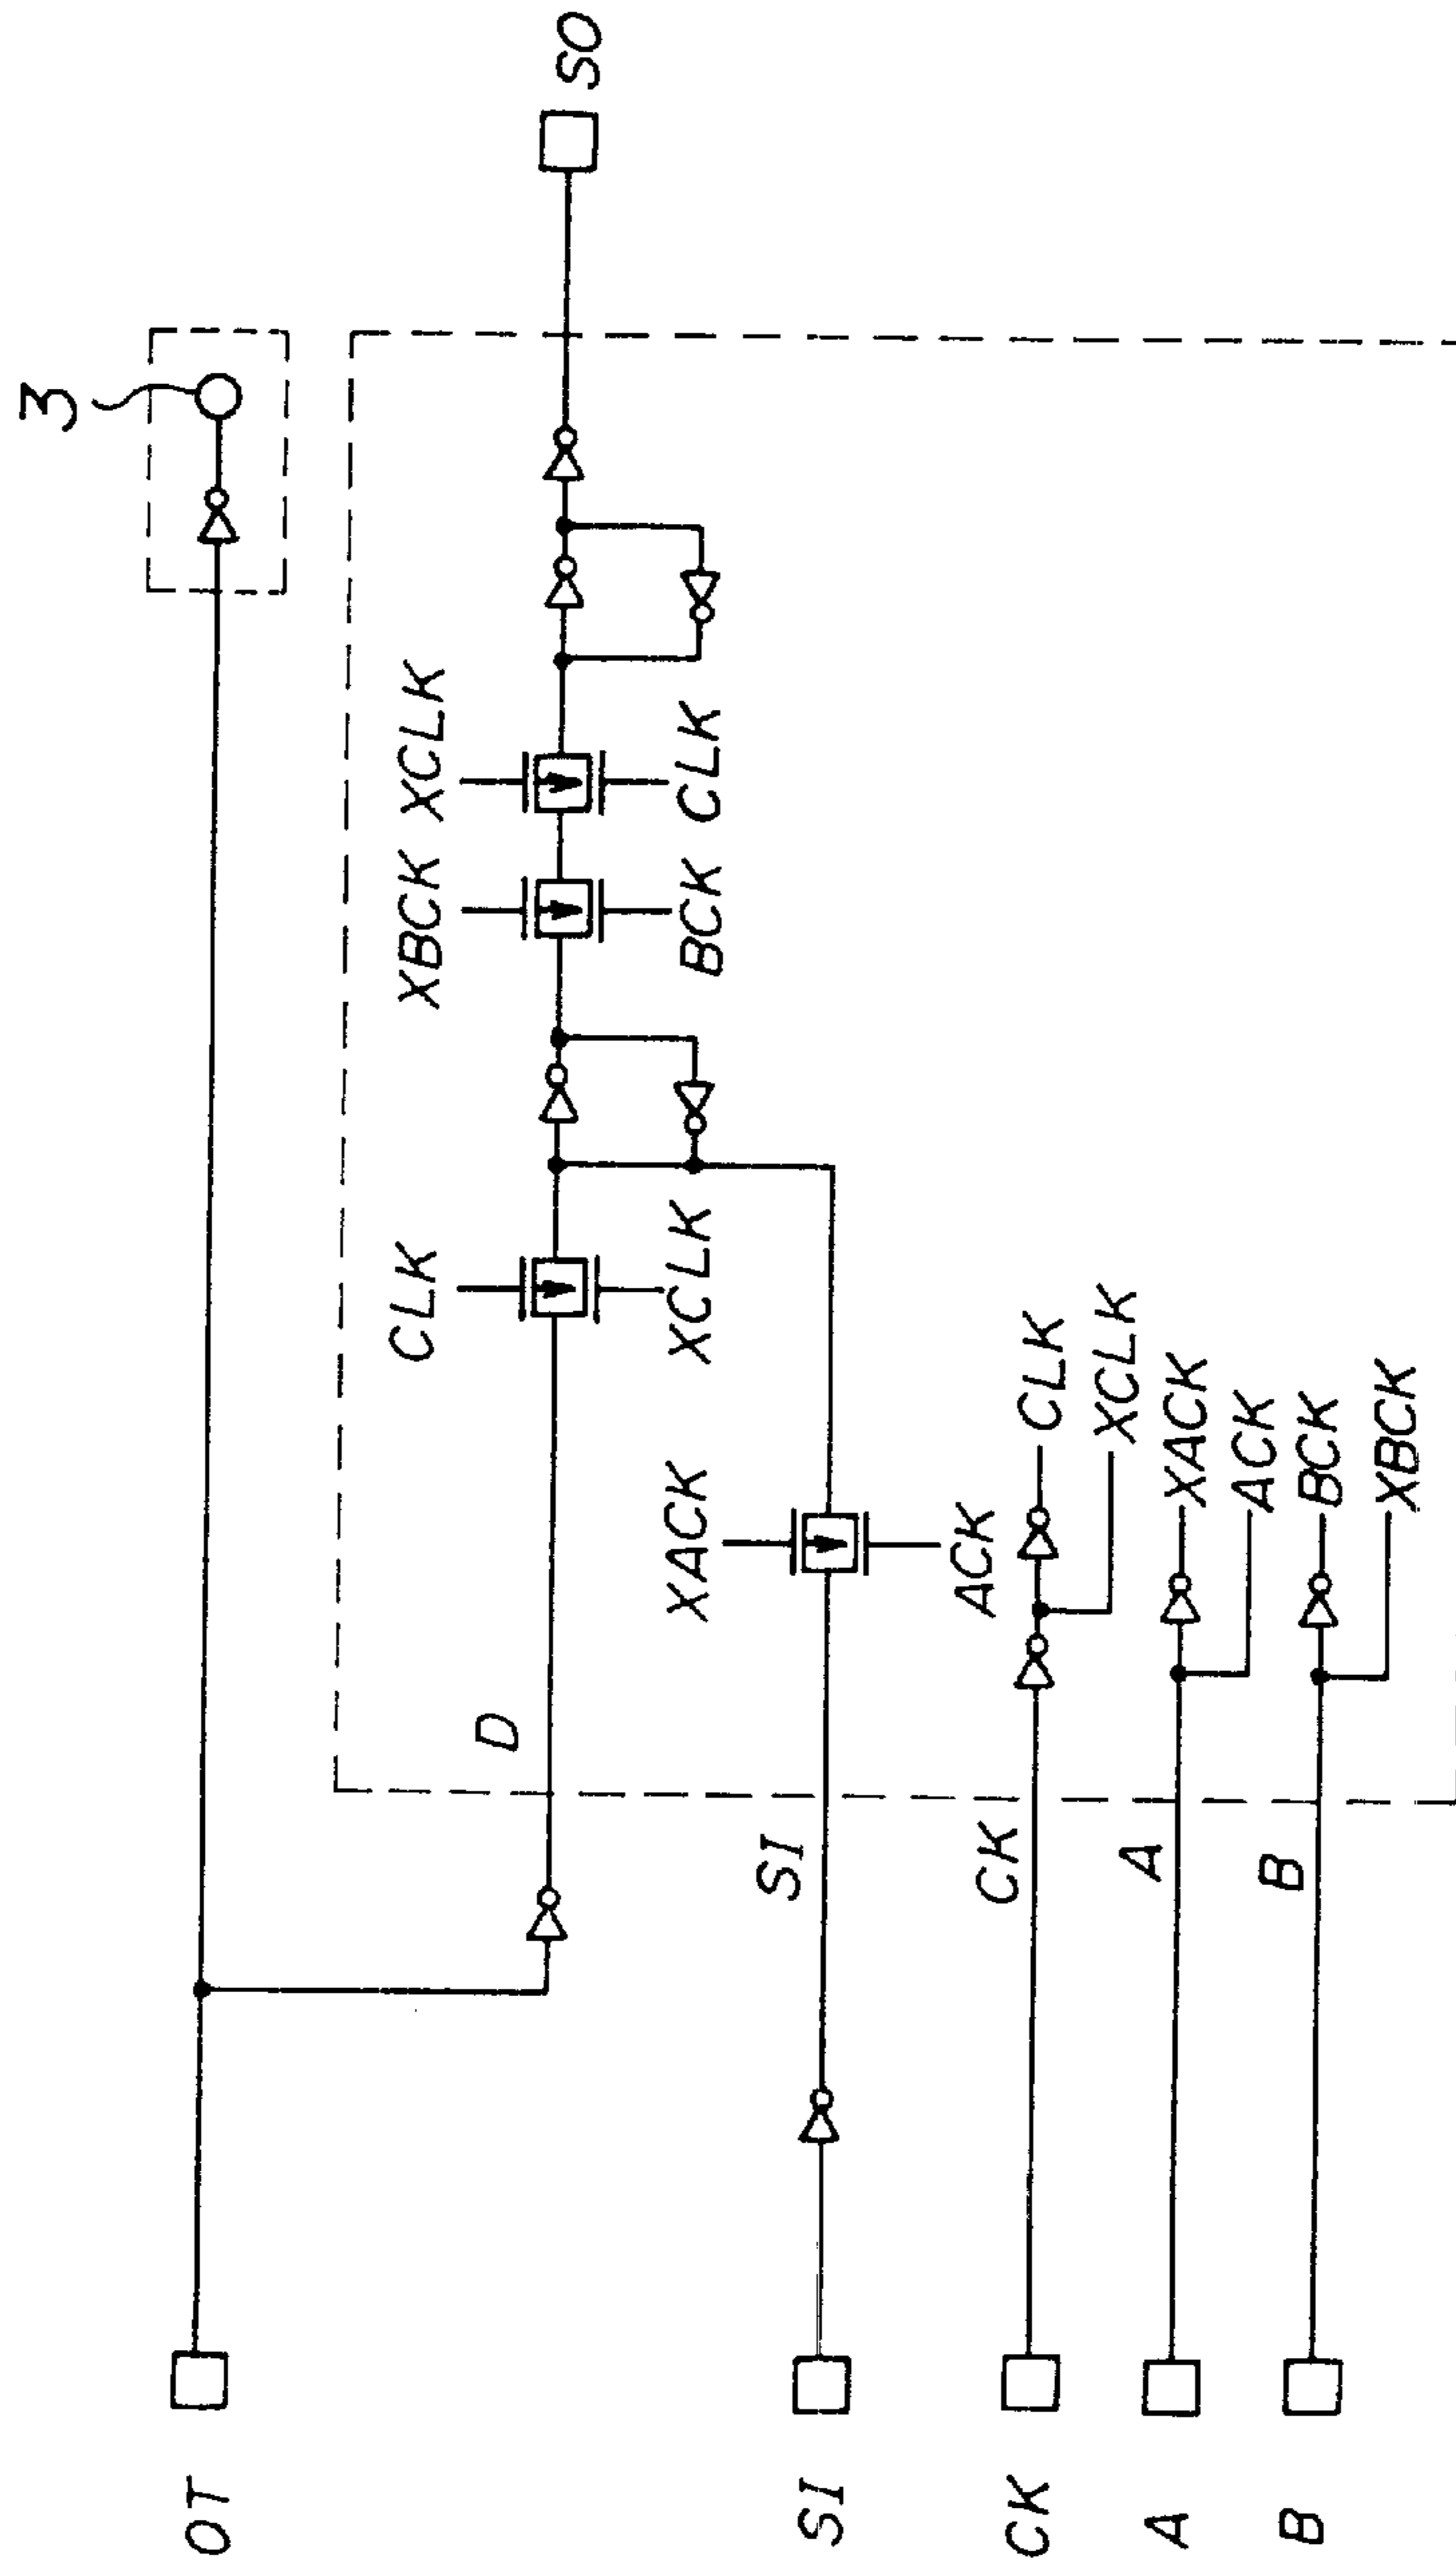 3
OT
SO
XBCK XCLK
CLK
D
BCK CLK
XCLK
XACK
SI
SI
ACK
CLK
CK
CK
XCLK
XACK
A
A
ACK
BCK
B
B
XBCK